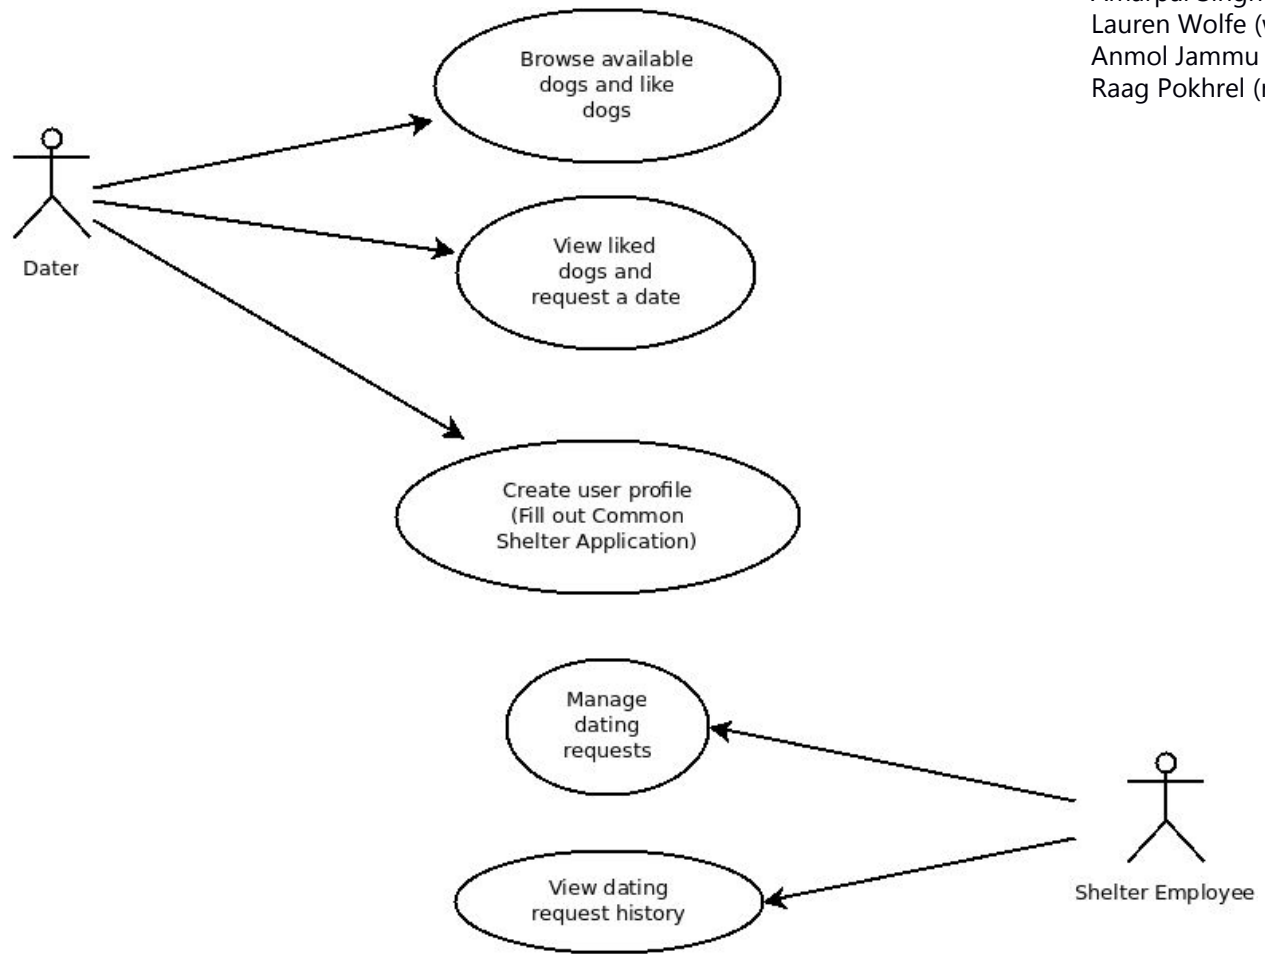 Lauren Wolfe (
Anmol Jammu
Raag Pokhrel (
Browse available
dogs and like
dogs
Dater
View liked
dogs and
request a date
Create user profile
(Fill out Common
Shelter Application)
Manage
dating
requests
Shelter Employee
View dating
request history